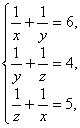 1/x + 1/y = 6,
1/y + 1/z = 4,
1/z + 1/x = 5,